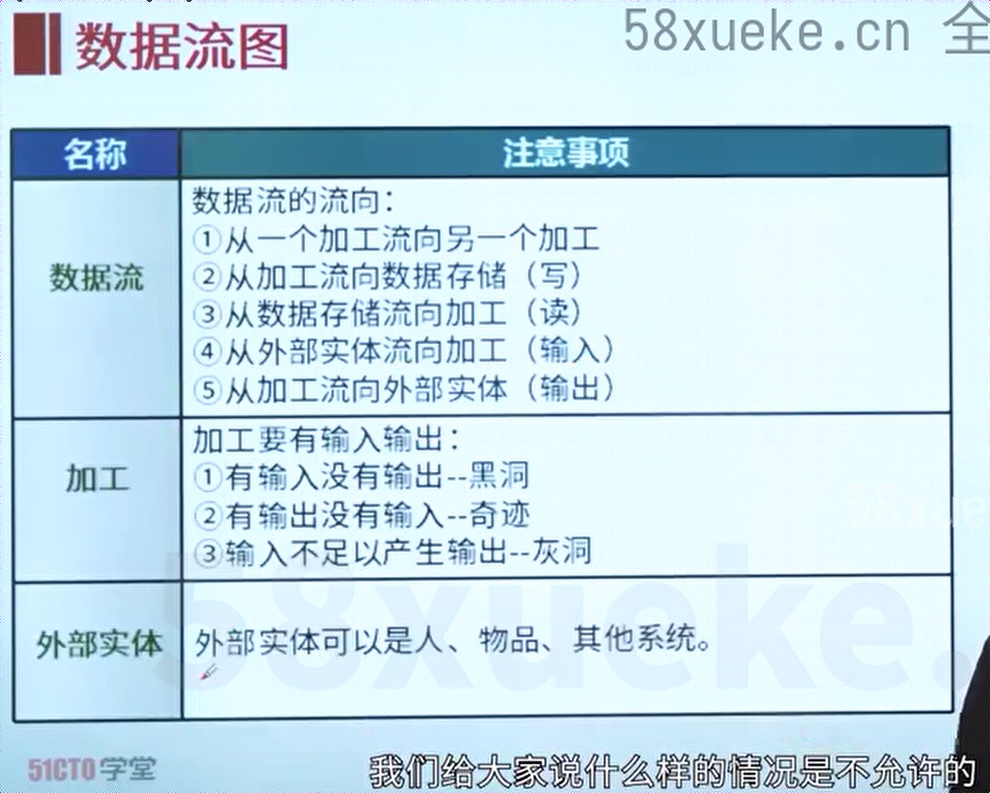 数据流图
58xueke.cn 全
名称
注意事项
数据流
数据流的流向：
①从一个加工流向另一个加工
②从加工流向数据存储（写）
③从数据存储流向加工（读）
④从外部实体流向加工（输入）
⑤从加工流向外部实体（输出）
加工
加工要有输入输出：
①有输入没有输出--黑洞
②有输出没有输入--奇迹
③输入不足以产生输出--灰洞
58xue
58xueke.
外部实体
外部实体可以是人、物品、其他系统。
51CTO学堂
我们给大家说什么样的情况是不允许的